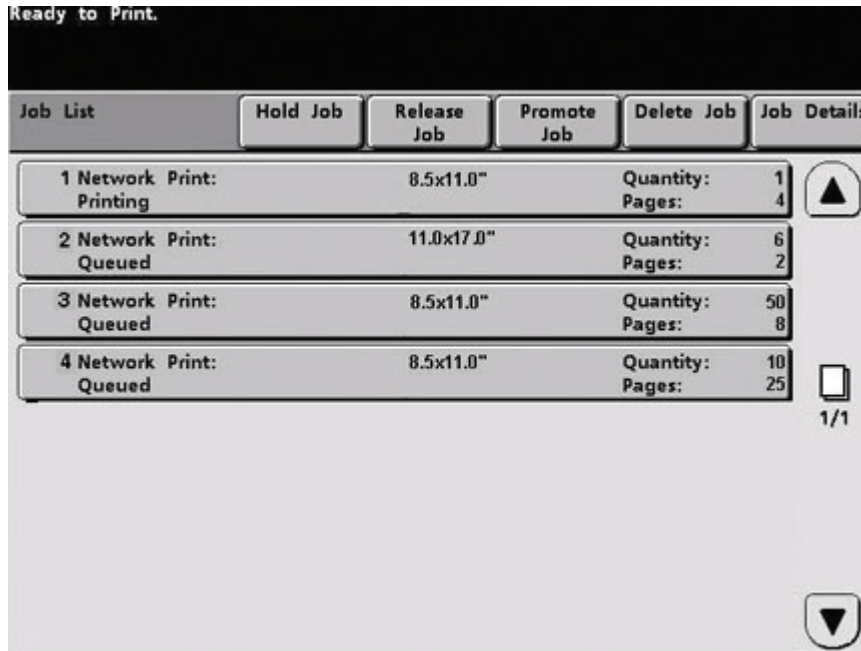 Ready to Print.
Job List
Hold Job
Release
Job
Promote
Job
Delete Job
Job Details
1 Network Print: 8.5x11.0" Quantity: 1
Printing Pages: 4
2 Network Print: 11.0x17.0" Quantity: 6
Queued Pages: 2
3 Network Print: 8.5x11.0" Quantity: 50
Queued Pages: 8
4 Network Print: 8.5x11.0" Quantity: 10
Queued Pages: 25
1/1